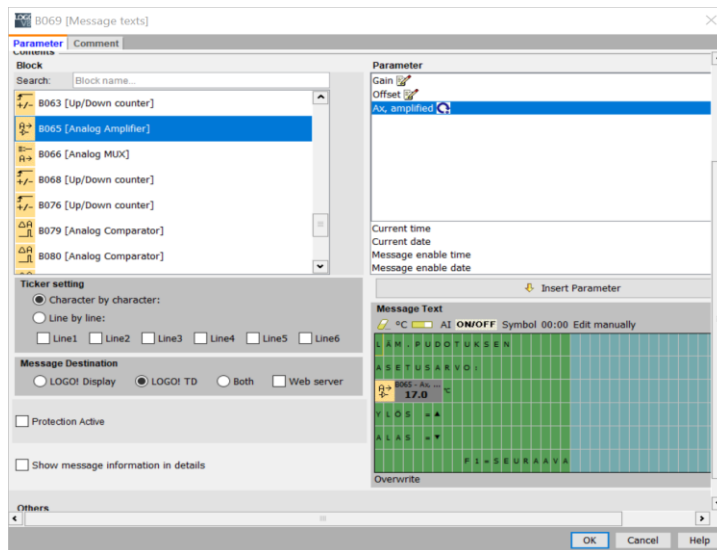 B069 [Message texts]
Parameter Comment
Contents
Block
Search: Block name...
B063 [Up/Down counter]
B065 [Analog Amplifier]
B066 [Analog MUX]
B068 [Up/Down counter]
B076 [Up/Down counter]
B079 [Analog Comparator]
B080 [Analog Comparator]
Ticker setting
Character by character:
Line by line:
Line1 Line2 Line3 Line4 Line5 Line6
Message Destination
LOGO! Display LOGO! TD Both Web server
Protection Active
Show message information in details
Others
Parameter
Gain
Offset
Ax, amplified
Current time
Current date
Message enable time
Message enable date
Insert Parameter
Message Text
°C AI ON/OFF Symbol 00:00 Edit manually
LÄM.PUDOTUKSEN
ASETUSARVO:
B065 - Ax, ...
17.0 °C
YLÖS =▲
ALAS =▼
F1=SEURAAVA
Overwrite
OK Cancel Help